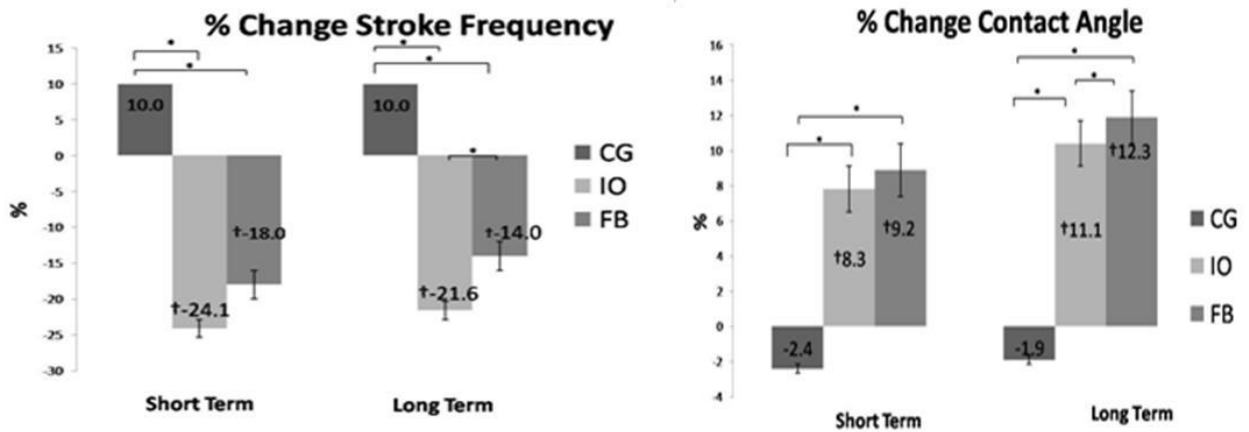 % Change Stroke Frequency
15
10
5
0
-5
-10
-15
-20
-25
-30
%
* * * * *
10.0
†-24.1
†-18.0
10.0
†-21.6
†-14.0
Short Term
Long Term
CG
IO
FB
% Change Contact Angle
16
14
12
10
8
6
4
2
0
-2
-4
%
* * * * *
-2.4
†8.3
†9.2
-1.9
†11.1
†12.3
Short Term
Long Term
CG
IO
FB